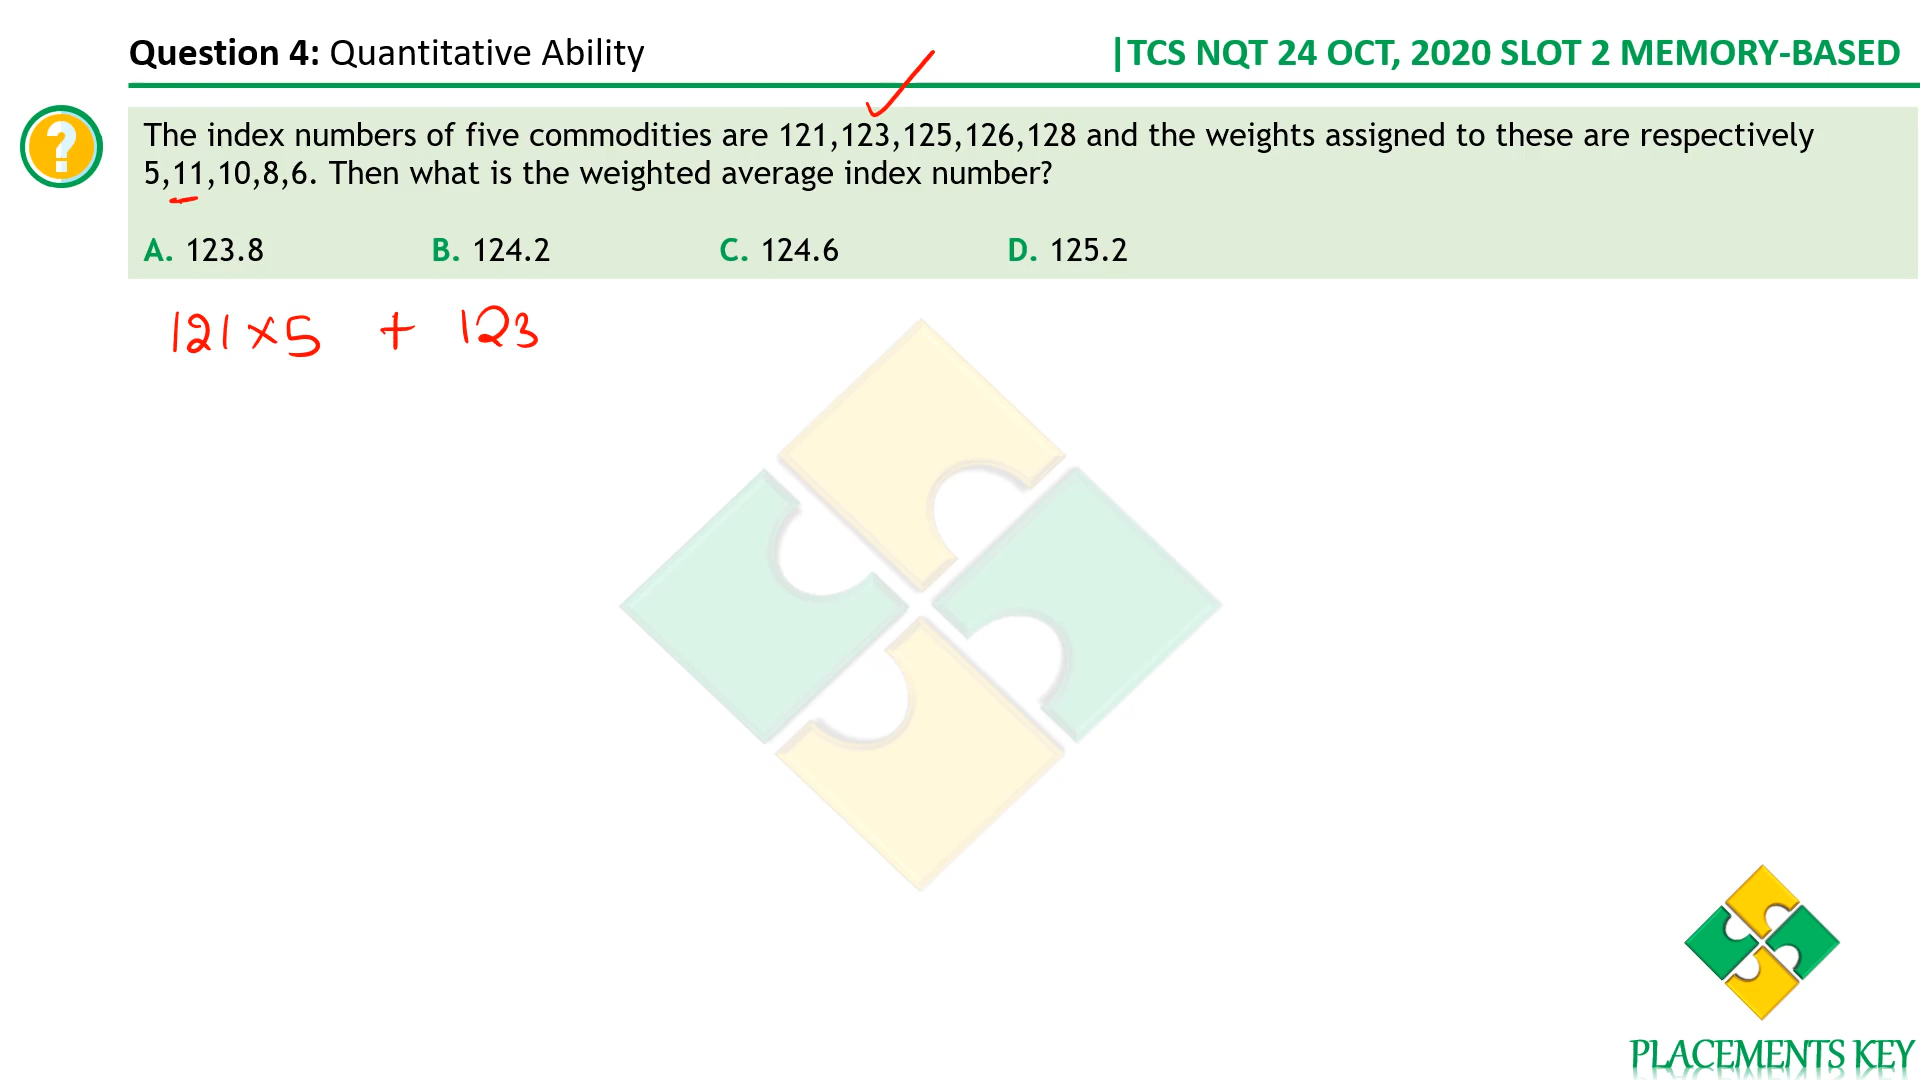 Question 4: Quantitative Ability
|TCS NQT 24 OCT, 2020 SLOT 2 MEMORY-BASED
?
The index numbers of five commodities are 121,123,125,126,128 and the weights assigned to these are respectively
5,11,10,8,6. Then what is the weighted average index number?
A. 123.8 B. 124.2 C. 124.6 D. 125.2
121 × 5 + 123
PLACEMENTS KEY